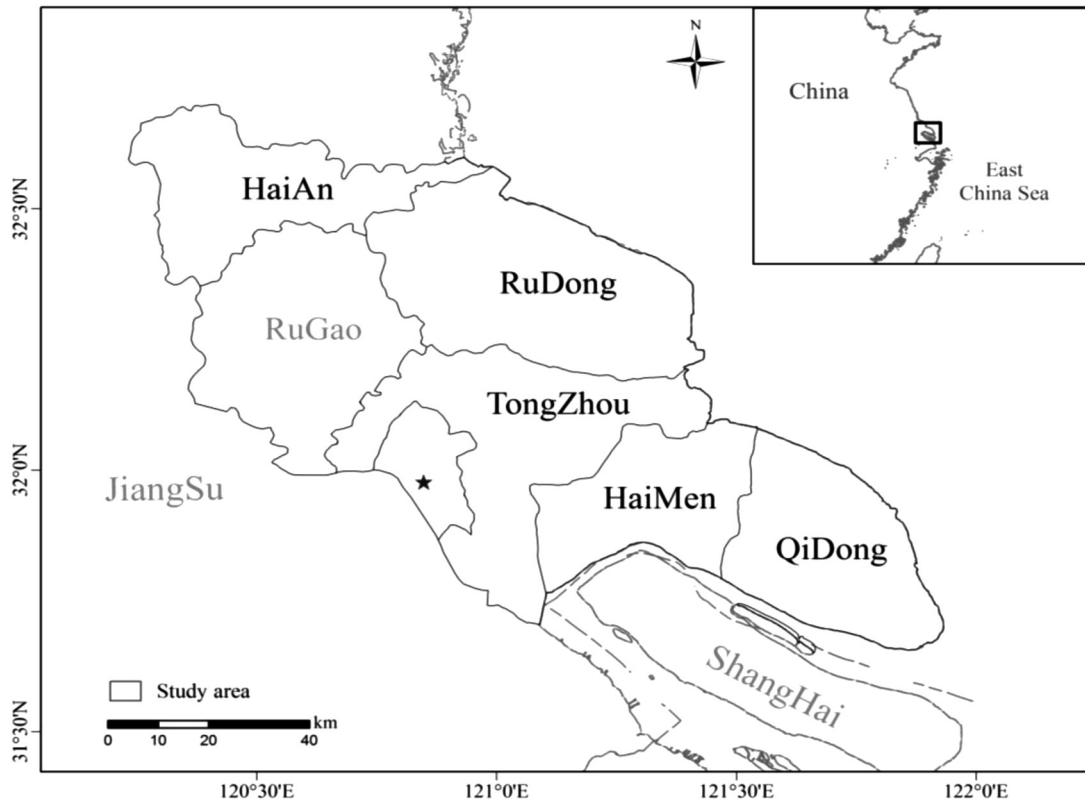 China
East
China Sea
HaiAn
32°30'N
RuDong
RuGao
TongZhou
32°0'N
JiangSu
HaiMen
QiDong
ShangHai
Study area
km
0 10 20 40
31°30'N
120°30'E 121°0'E 121°30'E 122°0'E